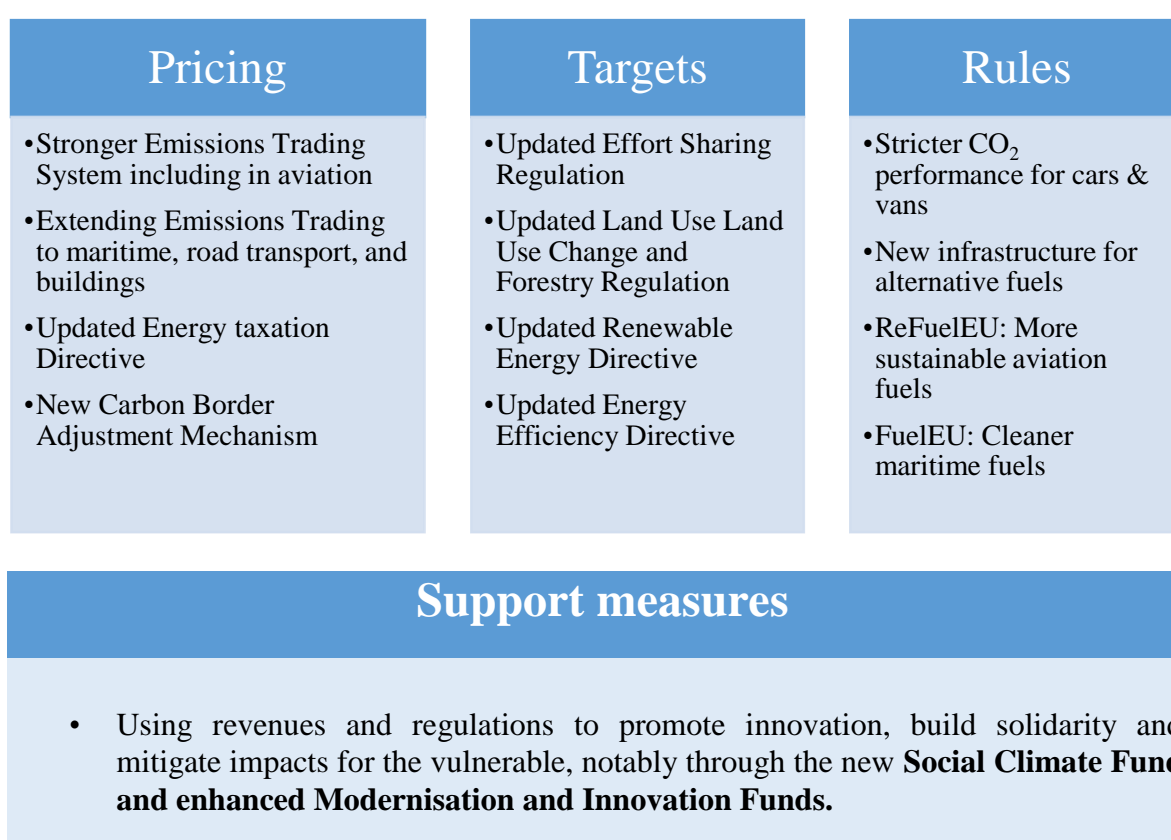 Pricing
•Stronger Emissions Trading
System including in aviation
•Extending Emissions Trading
to maritime, road transport, and
buildings
•Updated Energy taxation
Directive
•New Carbon Border
Adjustment Mechanism
Targets
•Updated Effort Sharing
Regulation
•Updated Land Use Land
Use Change and
Forestry Regulation
•Updated Renewable
Energy Directive
•Updated Energy
Efficiency Directive
Rules
•Stricter CO₂
performance for cars &
vans
•New infrastructure for
alternative fuels
•ReFuelEU: More
sustainable aviation
fuels
•FuelEU: Cleaner
maritime fuels
Support measures
• Using revenues and regulations to promote innovation, build solidarity and
mitigate impacts for the vulnerable, notably through the new Social Climate Fund
and enhanced Modernisation and Innovation Funds.